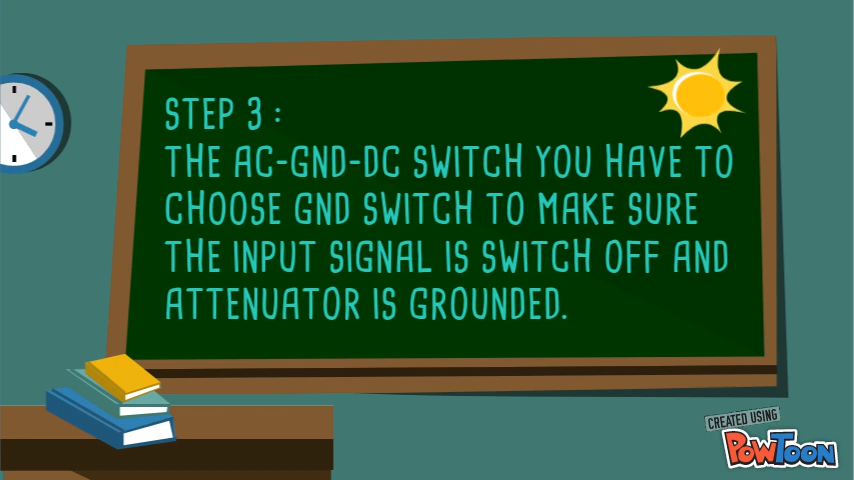 STEP 3 :
THE AC-GND-DC SWITCH YOU HAVE TO
CHOOSE GND SWITCH TO MAKE SURE
THE INPUT SIGNAL IS SWITCH OFF AND
ATTENUATOR IS GROUNDED.
CREATED USING
POWTOON